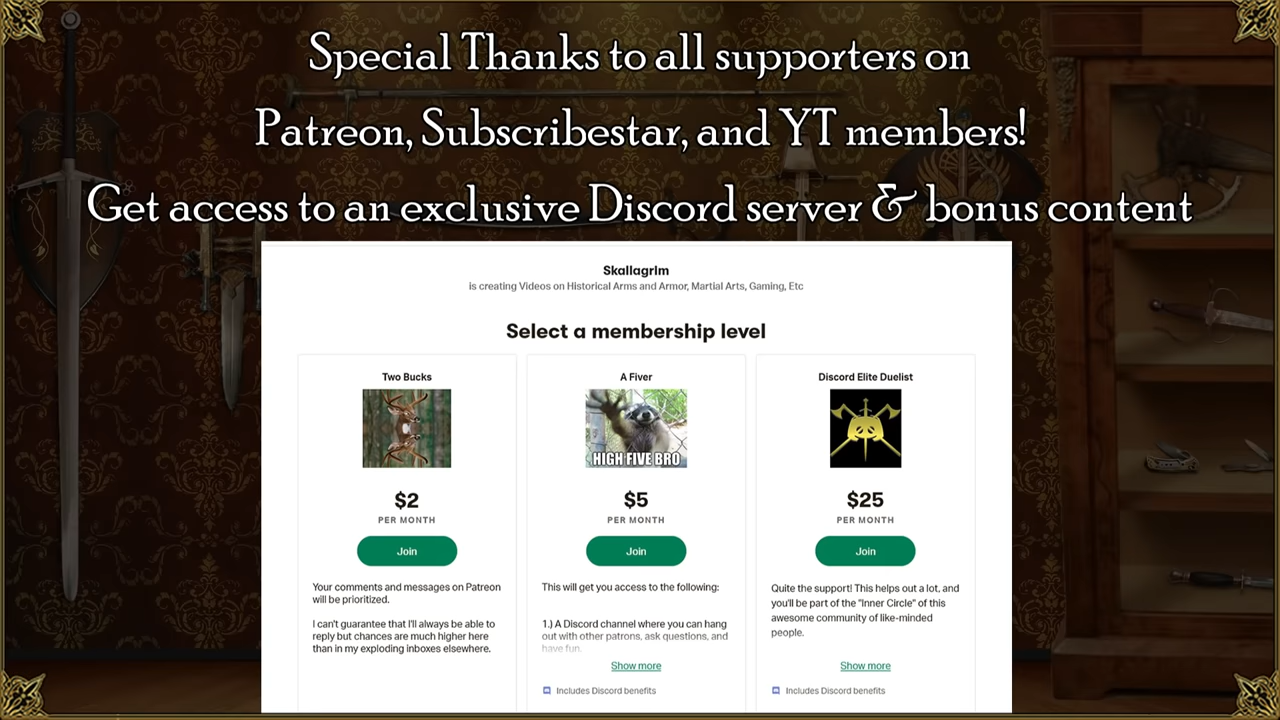 Special Thanks to all supporters on
Patreon, Subscribestar, and YT members!
Get access to an exclusive Discord server & bonus content
Skallagrim
is creating Videos on Historical Arms and Armor, Martial Arts, Gaming, Etc
Select a membership level
Two Bucks
$2
PER MONTH
Join
Your comments and messages on Patreon
will be prioritized.
I can't guarantee that I'll always be able to
reply but chances are much higher here
than in my exploding inboxes elsewhere.
A Fiver
HIGH FIVE BRO
$5
PER MONTH
Join
This will get you access to the following:
1.) A Discord channel where you can hang
out with other patrons, ask questions, and
have fun.
Show more
Includes Discord benefits
Discord Elite Duelist
$25
PER MONTH
Join
Quite the support! This helps out a lot, and
you'll be part of the "Inner Circle" of this
awesome community of like-minded
people.
Show more
Includes Discord benefits